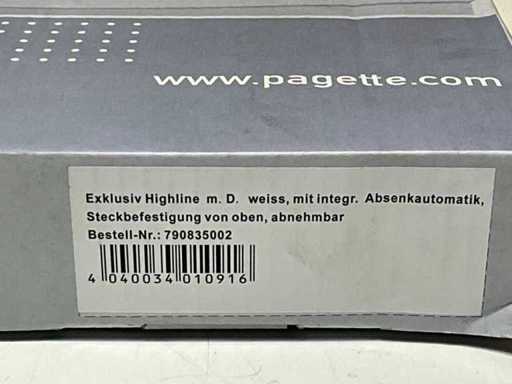 www.pagette.com
Exklusiv Highline m. D. weiss, mit integr. Absenkautomatik,
Steckbefestigung von oben, abnehmbar
Bestell-Nr.: 790835002
4 040034 010916